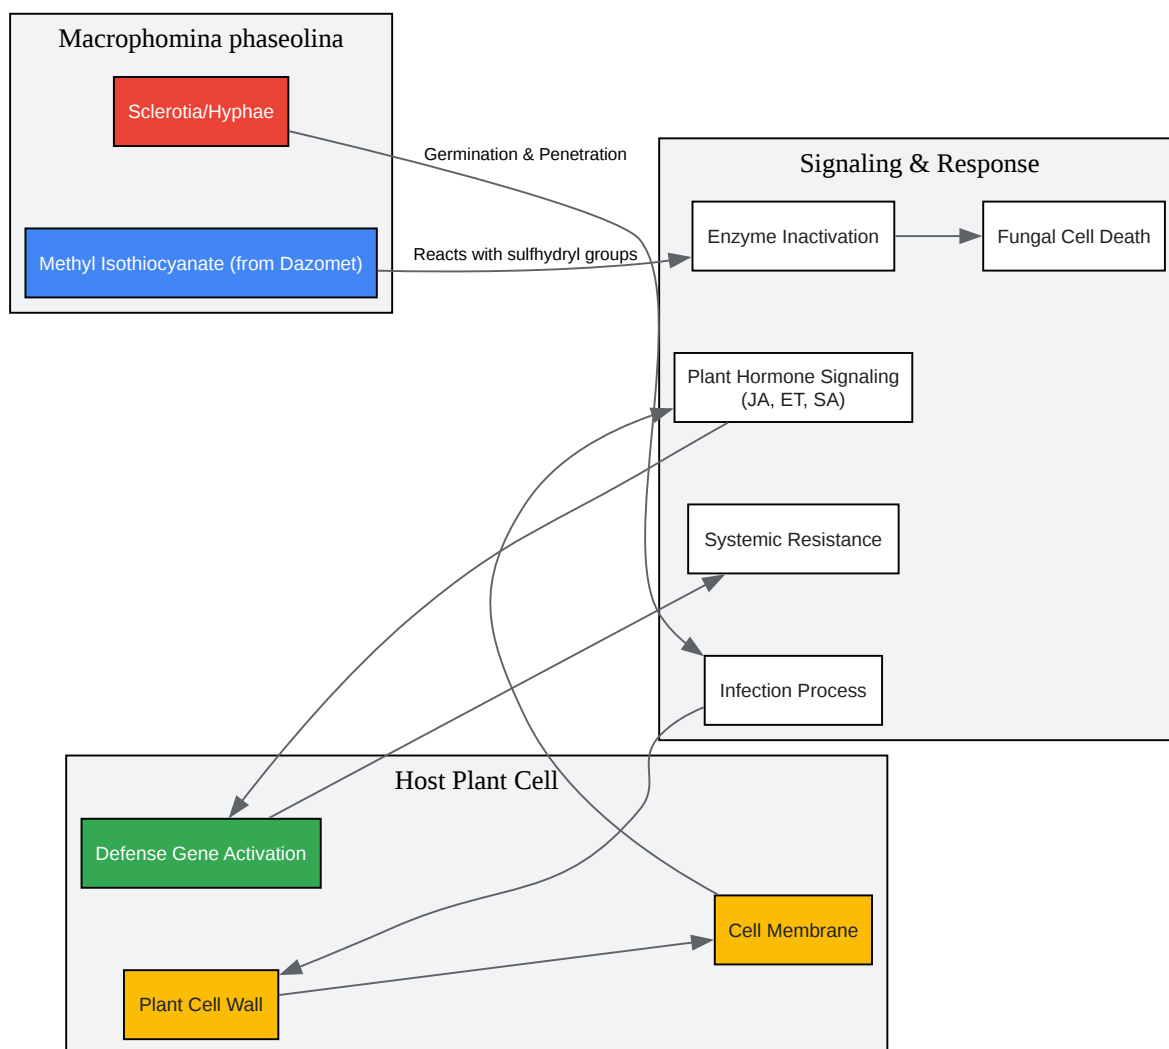 Macrophomina phaseolina
Sclerotia/Hyphae
Germination & Penetration
Methyl Isothiocyanate (from Dazomet)
Reacts with sulfhydryl groups
Signaling & Response
Enzyme Inactivation
Fungal Cell Death
Plant Hormone Signaling
(JA, ET, SA)
Systemic Resistance
Infection Process
Host Plant Cell
Defense Gene Activation
Cell Membrane
Plant Cell Wall